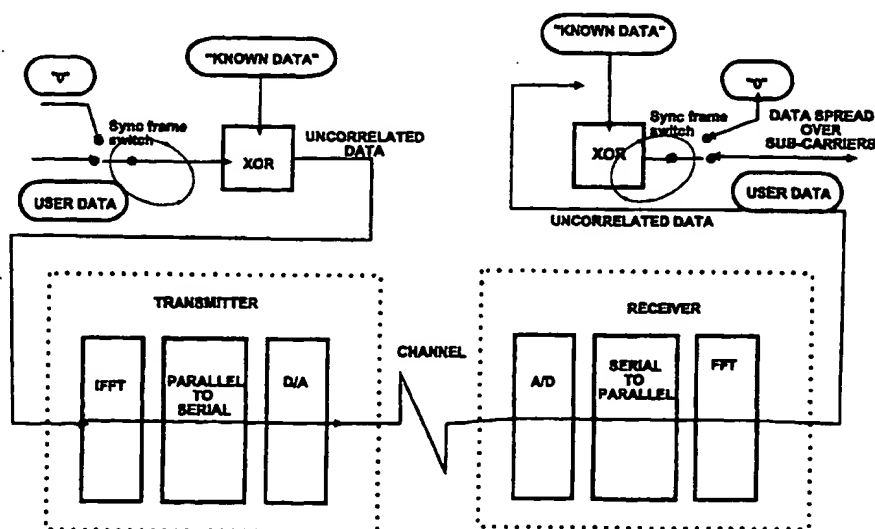 "KNOWN DATA"
"0"
Sync frame
switch
XOR
UNCORRELATED
DATA
USER DATA
"KNOWN DATA"
"0"
Sync frame
switch
DATA SPREAD
OVER
SUB-CARRIERS
XOR
USER DATA
UNCORRELATED DATA
TRANSMITTER
IFFT
PARALLEL
TO
SERIAL
D/A
CHANNEL
RECEIVER
A/D
SERIAL
TO
PARALLEL
FFT